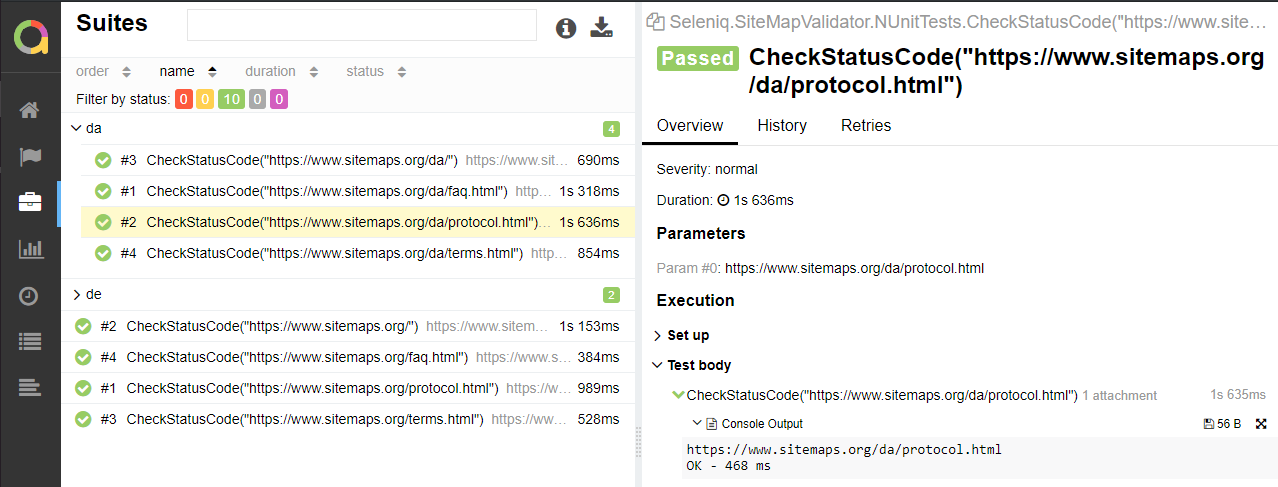 Suites
order name duration status
Filter by status: 0 0 10 0 0
da 4
#3 CheckStatusCode("https://www.sitemaps.org/da/") https://www.sit… 690ms
#1 CheckStatusCode("https://www.sitemaps.org/da/faq.html") http… 1s 318ms
#2 CheckStatusCode("https://www.sitemaps.org/da/protocol.html")… 1s 636ms
#4 CheckStatusCode("https://www.sitemaps.org/da/terms.html") http… 854ms
de 2
#2 CheckStatusCode("https://www.sitemaps.org/") https://www.sitem… 1s 153ms
#4 CheckStatusCode("https://www.sitemaps.org/faq.html") https://www.s… 384ms
#1 CheckStatusCode("https://www.sitemaps.org/protocol.html") https://w… 989ms
#3 CheckStatusCode("https://www.sitemaps.org/terms.html") https://ww… 528ms
Seleniq.SiteMapValidator.NUnitTests.CheckStatusCode("https://www.site…
Passed CheckStatusCode("https://www.sitemaps.org
/da/protocol.html")
Overview History Retries
Severity: normal
Duration: 1s 636ms
Parameters
Param #0: https://www.sitemaps.org/da/protocol.html
Execution
Set up
Test body
CheckStatusCode("https://www.sitemaps.org/da/protocol.html") 1 attachment 1s 635ms
Console Output 56 B
https://www.sitemaps.org/da/protocol.html
OK - 468 ms